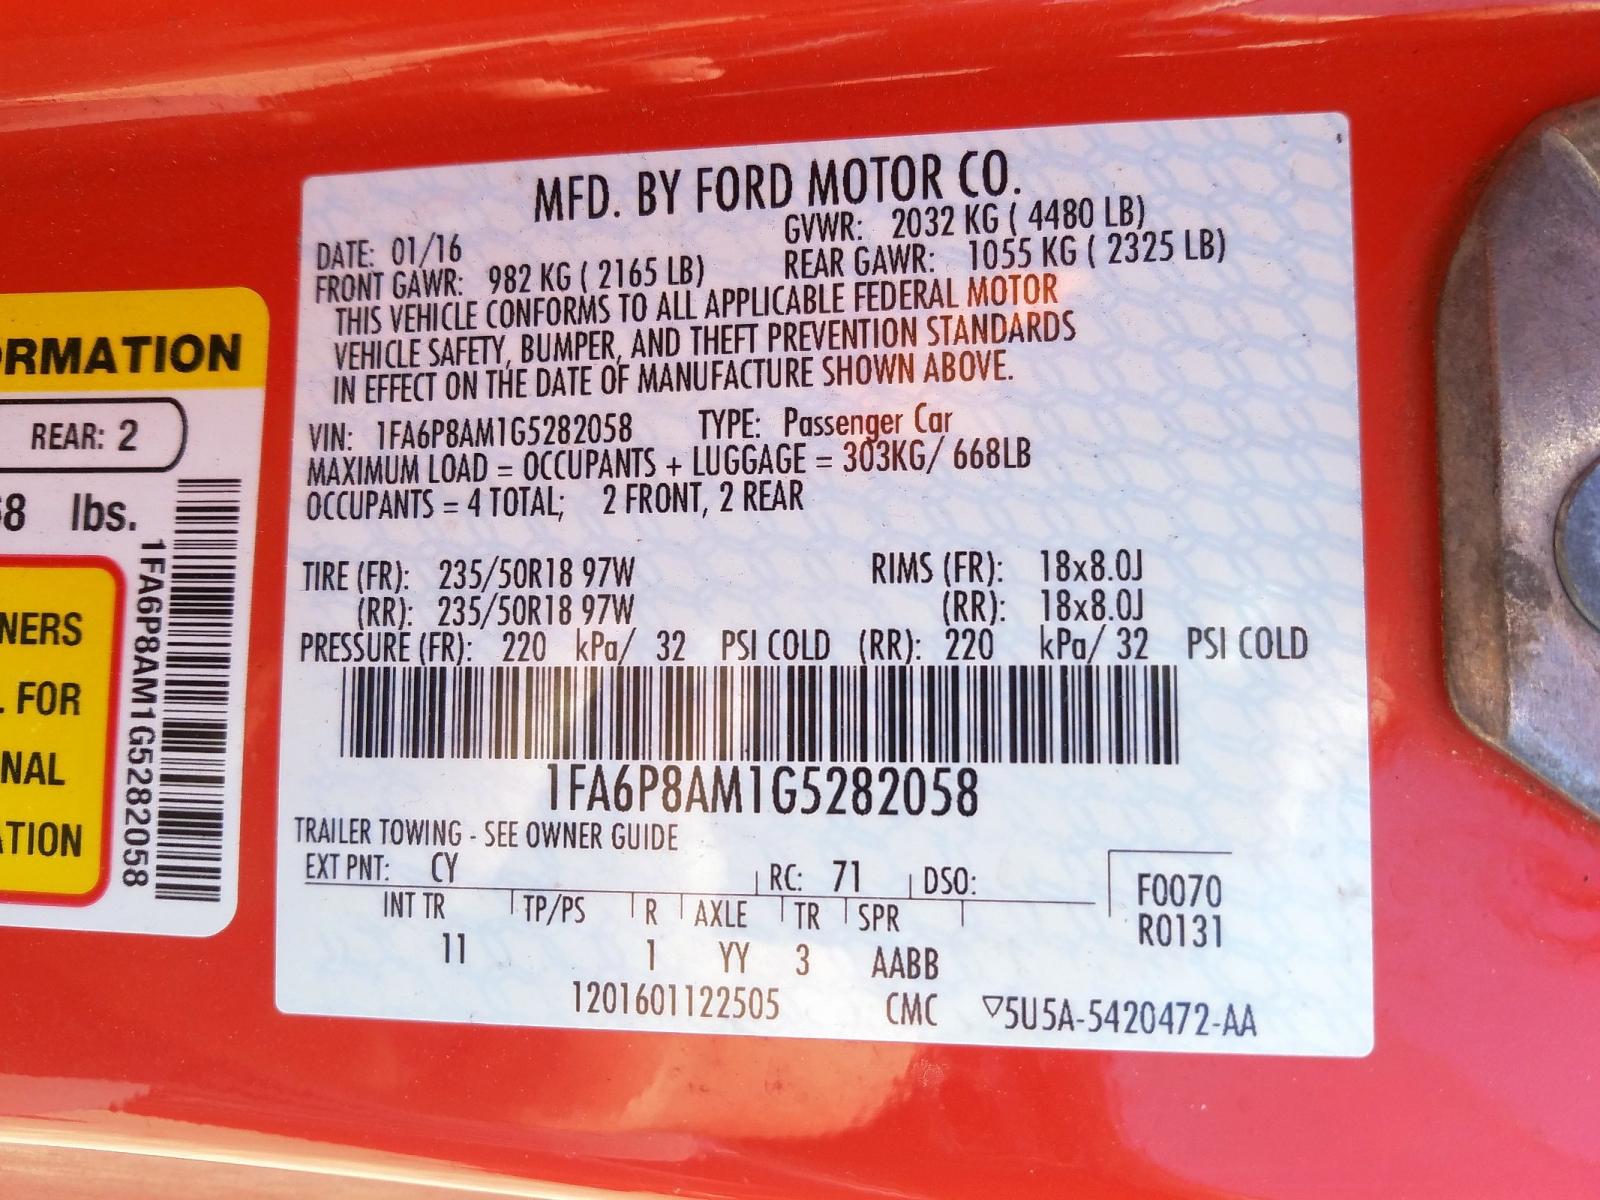 MFD. BY FORD MOTOR CO.
DATE: 01/16 GVWR: 2032 KG ( 4480 LB)
FRONT GAWR: 982 KG ( 2165 LB) REAR GAWR: 1055 KG ( 2325 LB)
THIS VEHICLE CONFORMS TO ALL APPLICABLE FEDERAL MOTOR
VEHICLE SAFETY, BUMPER, AND THEFT PREVENTION STANDARDS
IN EFFECT ON THE DATE OF MANUFACTURE SHOWN ABOVE.
VIN: 1FA6P8AM1G5282058 TYPE: Passenger Car
MAXIMUM LOAD = OCCUPANTS + LUGGAGE = 303KG/ 668LB
OCCUPANTS = 4 TOTAL; 2 FRONT, 2 REAR
TIRE (FR): 235/50R18 97W RIMS (FR): 18x8.0J
(RR): 235/50R18 97W (RR): 18x8.0J
PRESSURE (FR): 220 kPa/ 32 PSI COLD (RR): 220 kPa/ 32 PSI COLD
1FA6P8AM1G5282058
TRAILER TOWING - SEE OWNER GUIDE
EXT PNT: CY RC: 71 DSO:
F0070
R0131
INT TR TP/PS R AXLE TR SPR
11 1 YY 3 AABB
1201601122505 CMC ▽5U5A-5420472-AA
RMATION
REAR: 2
8 lbs.
1FA6P8AM1G5282058
NERS
FOR
NAL
ATION